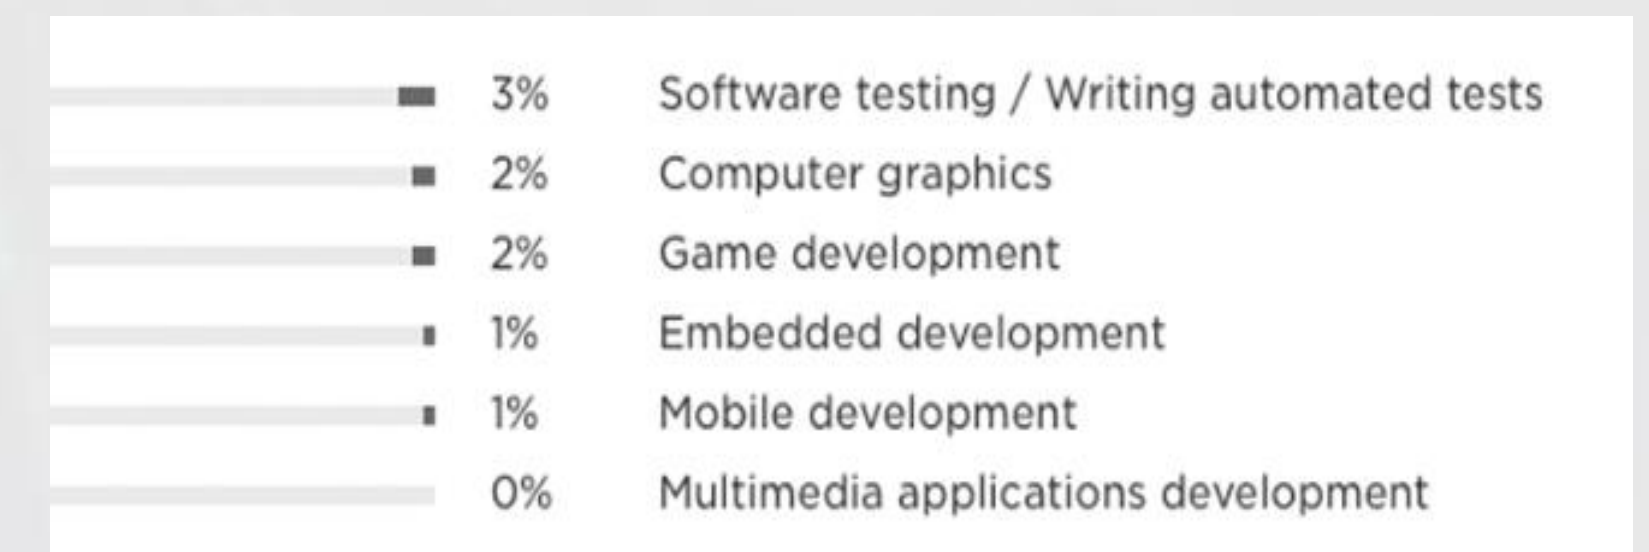 3% Software testing / Writing automated tests
2% Computer graphics
2% Game development
1% Embedded development
1% Mobile development
0% Multimedia applications development